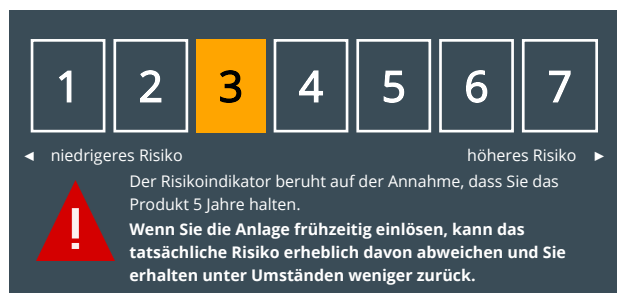 1 2 3 4 5 6 7
◄ niedrigeres Risiko höheres Risiko ►
Der Risikoindikator beruht auf der Annahme, dass Sie das
Produkt 5 Jahre halten.
Wenn Sie die Anlage frühzeitig einlösen, kann das
tatsächliche Risiko erheblich davon abweichen und Sie
erhalten unter Umständen weniger zurück.
!